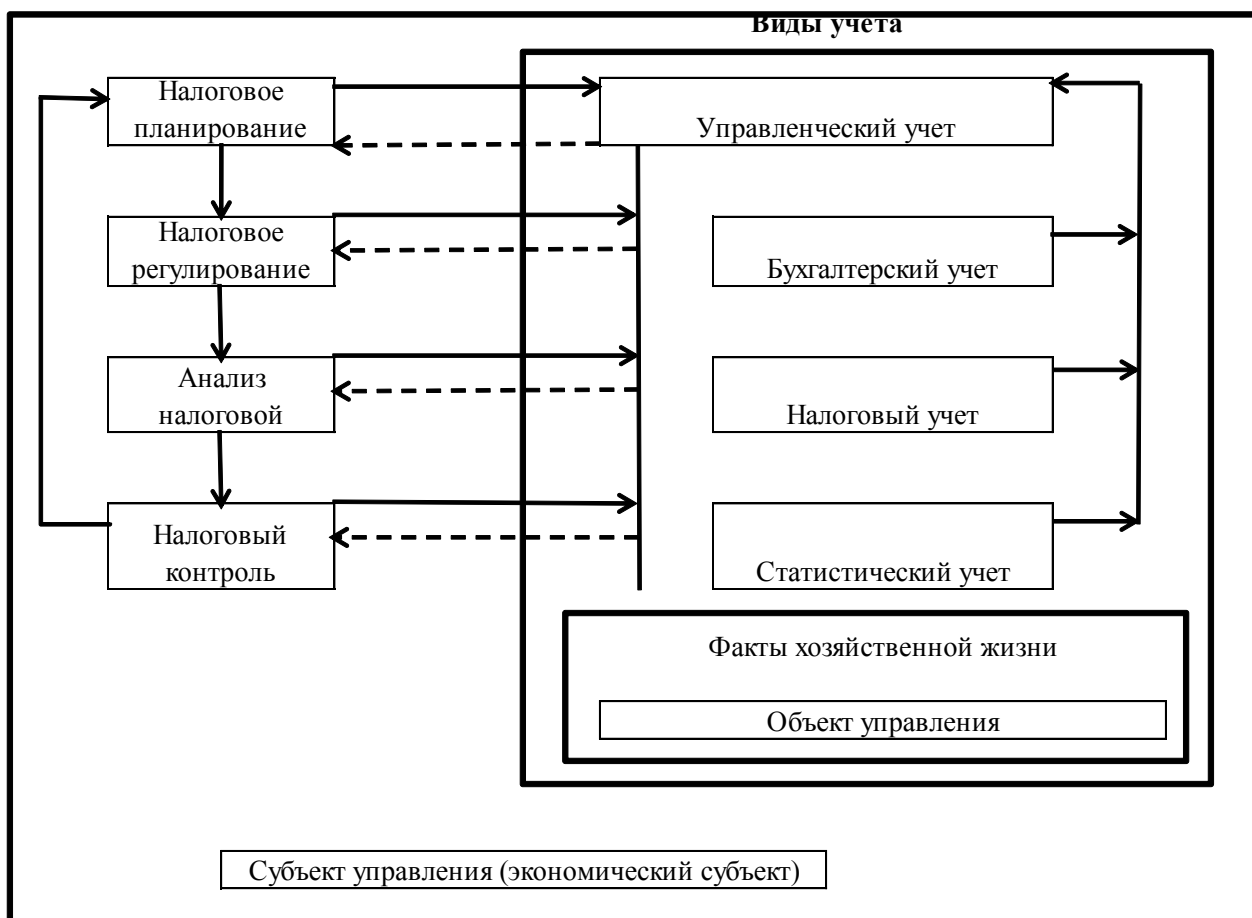 Виды учета
Налоговое
планирование
Управленческий учет
Налоговое
регулирование
Бухгалтерский учет
Анализ
налоговой
Налоговый учет
Налоговый
контроль
Статистический учет
Факты хозяйственной жизни
Объект управления
Субъект управления (экономический субъект)